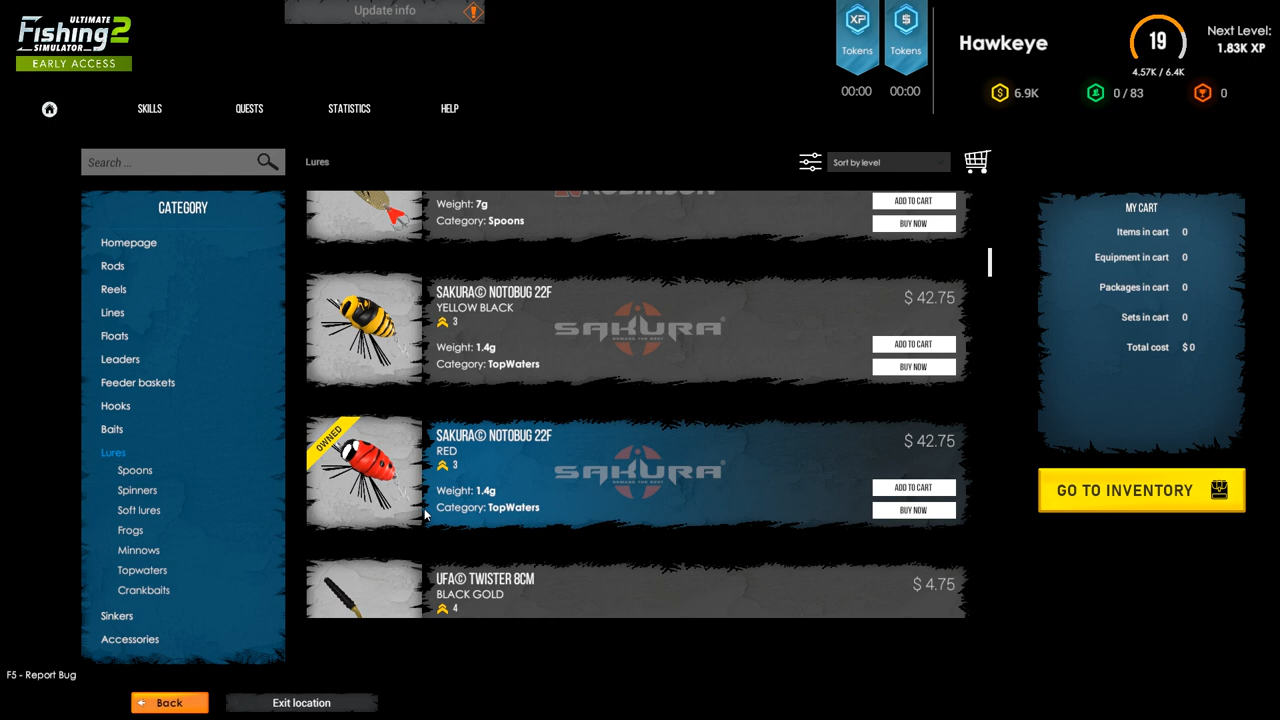 ULTIMATE
Fishing 2
SIMULATOR
EARLY ACCESS
Update info
XP
Tokens
00:00
$
Tokens
00:00
Hawkeye
19
4.57K / 6.4K
Next Level:
1.83K XP
6.9K
0 / 83
0
SKILLS
QUESTS
STATISTICS
HELP
Search ...
Lures
Sort by level
CATEGORY
Homepage
Rods
Reels
Lines
Floats
Leaders
Feeder baskets
Hooks
Baits
Lures
Spoons
Spinners
Soft lures
Frogs
Minnows
Topwaters
Crankbaits
Sinkers
Accessories
ROBINSON
Weight: 7g
Category: Spoons
ADD TO CART
BUY NOW
SAKURA© NOTOBUG 22F
YELLOW BLACK
3
Weight: 1.4g
Category: TopWaters
SAKURA®
$ 42.75
ADD TO CART
BUY NOW
OWNED
SAKURA© NOTOBUG 22F
RED
3
Weight: 1.4g
Category: TopWaters
SAKURA®
$ 42.75
ADD TO CART
BUY NOW
UFA© TWISTER 8CM
BLACK GOLD
4
$ 4.75
MY CART
Items in cart 0
Equipment in cart 0
Packages in cart 0
Sets in cart 0
Total cost $ 0
GO TO INVENTORY
F5 - Report Bug
Back
Exit location